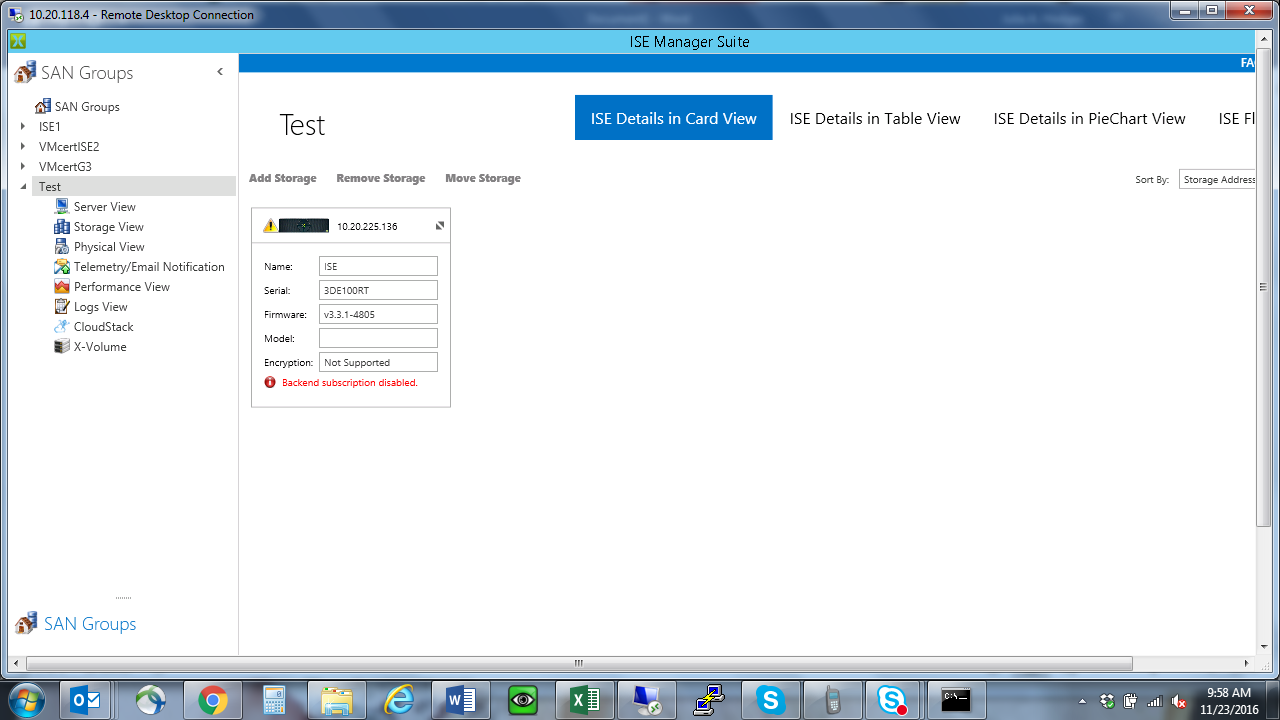 10.20.118.4 - Remote Desktop Connection
ISE Manager Suite
SAN Groups
FA
SAN Groups
ISE1
VMcertISE2
VMcertG3
Test
Server View
Storage View
Physical View
Telemetry/Email Notification
Performance View
Logs View
CloudStack
X-Volume
SAN Groups
Test
ISE Details in Card View
ISE Details in Table View
ISE Details in PieChart View
ISE Fl
Add Storage
Remove Storage
Move Storage
Sort By:
Storage Address
10.20.225.136
Name: ISE
Serial: 3DE100RT
Firmware: v3.3.1-4805
Model:
Encryption: Not Supported
Backend subscription disabled.
9:58 AM
11/23/2016